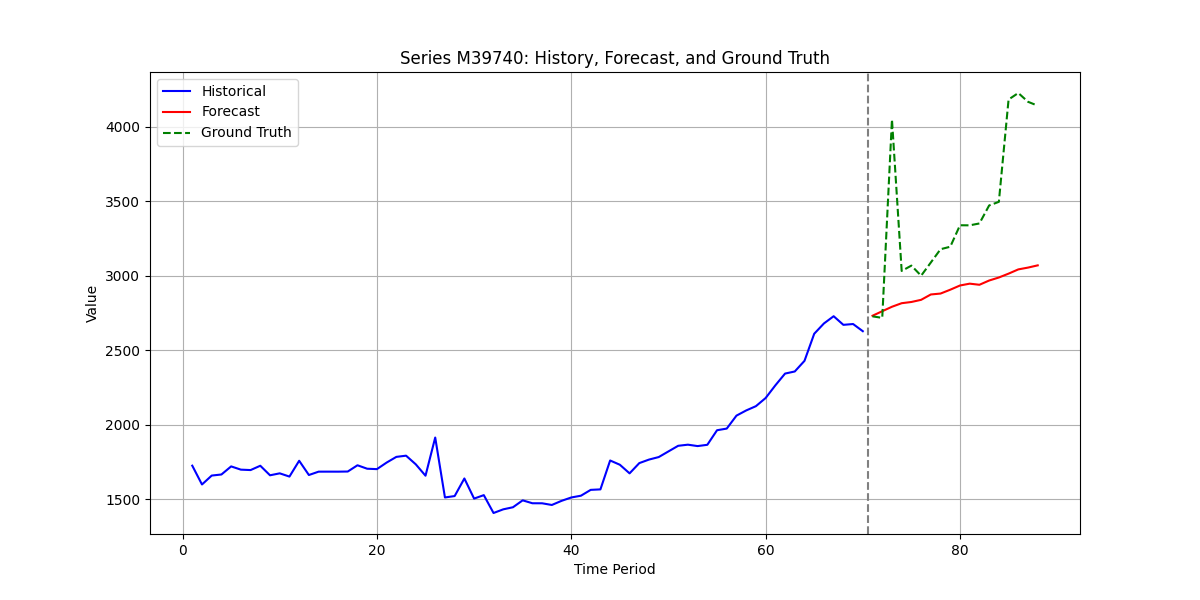 Series M39740: History, Forecast, and Ground Truth
Historical
Forecast
Ground Truth
4000
3500
3000
2500
2000
1500
Value
0 20 40 60 80
Time Period